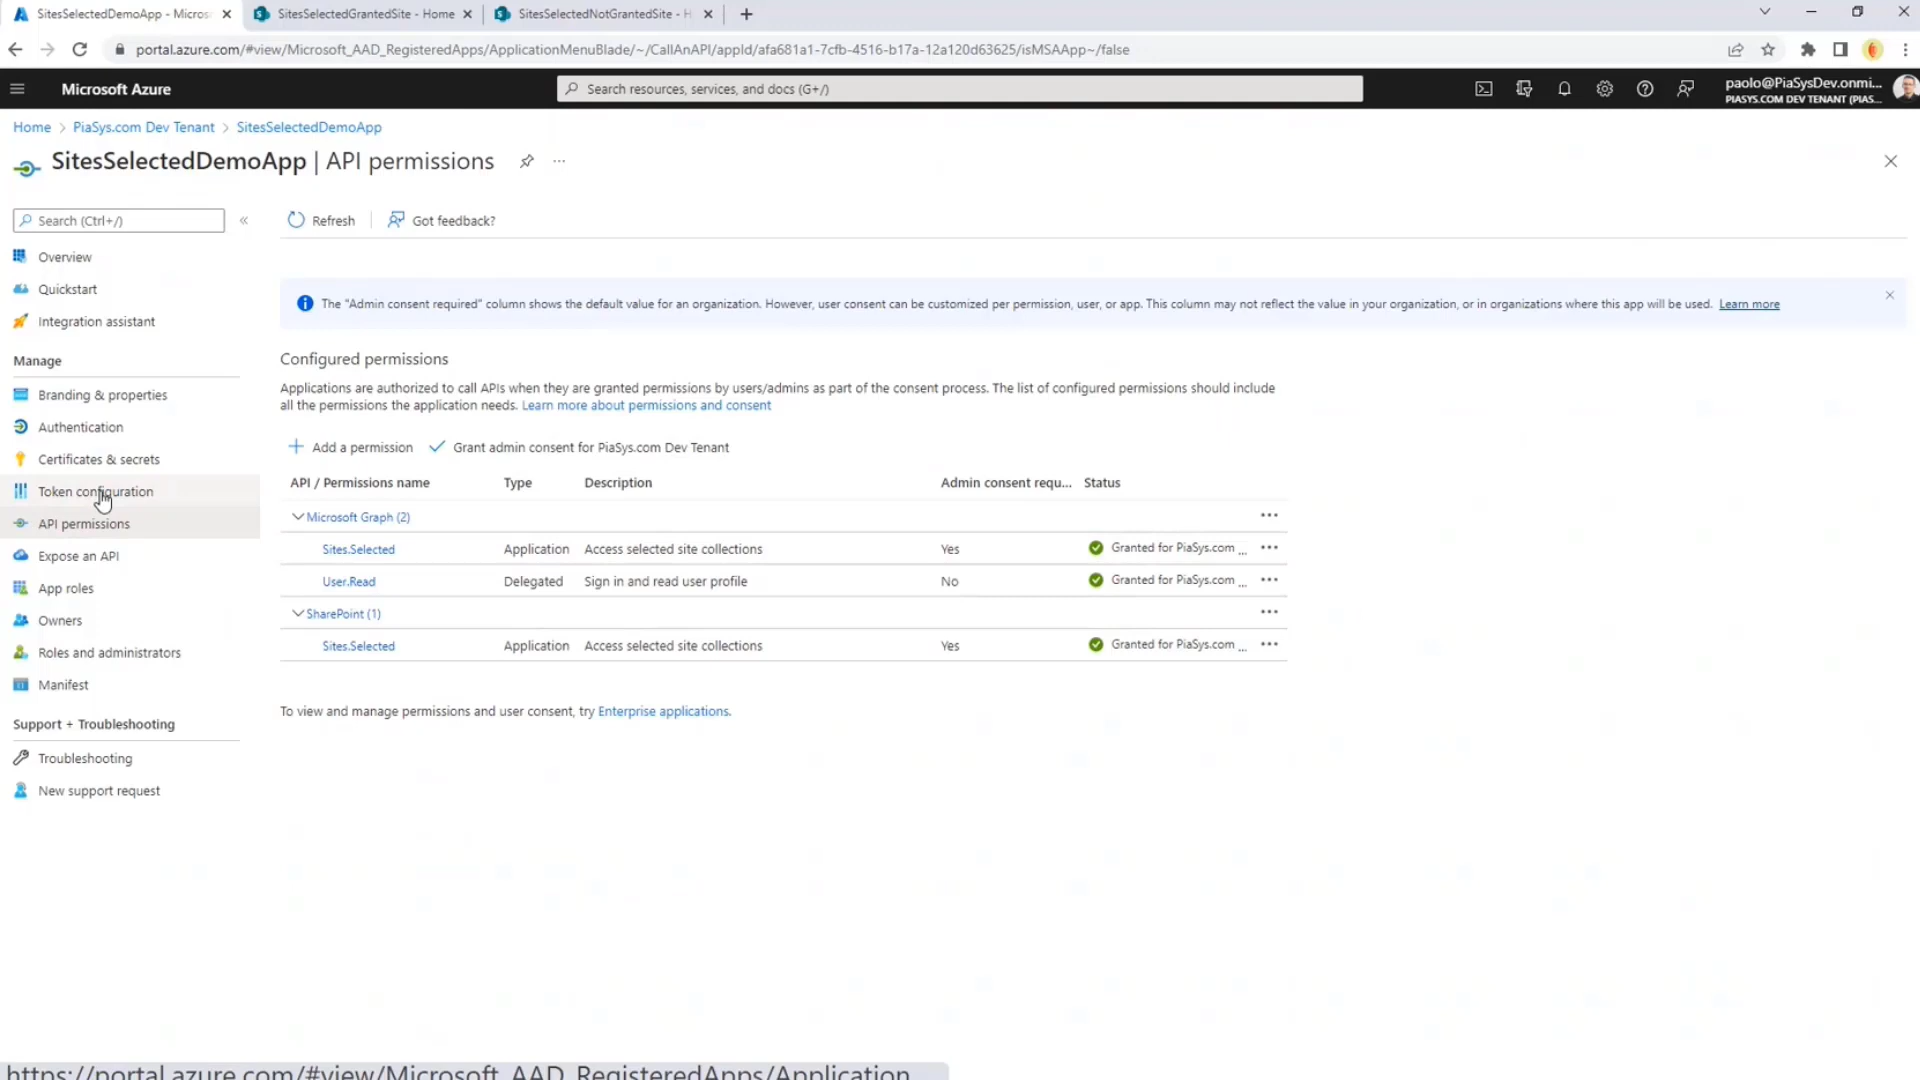 SitesSelectedDemoApp - Micros
SitesSelectedGrantedSite - Home
SitesSelectedNotGrantedSite - H
portal.azure.com/#view/Microsoft_AAD_RegisteredApps/ApplicationMenuBlade/~/CallAnAPI/appId/afa681a1-7cfb-4516-b17a-12a120d63625/isMSAApp~/false
Microsoft Azure
Search resources, services, and docs (G+/)
paolo@PiaSysDev.onmi...
PIASYS.COM DEV TENANT (PIAS...
Home > PiaSys.com Dev Tenant > SitesSelectedDemoApp
SitesSelectedDemoApp | API permissions
Search (Ctrl+/)
Refresh
Got feedback?
Overview
Quickstart
Integration assistant
Manage
Branding & properties
Authentication
Certificates & secrets
Token configuration
API permissions
Expose an API
App roles
Owners
Roles and administrators
Manifest
Support + Troubleshooting
Troubleshooting
New support request
The "Admin consent required" column shows the default value for an organization. However, user consent can be customized per permission, user, or app. This column may not reflect the value in your organization, or in organizations where this app will be used. Learn more
Configured permissions
Applications are authorized to call APIs when they are granted permissions by users/admins as part of the consent process. The list of configured permissions should include
all the permissions the application needs. Learn more about permissions and consent
Add a permission
Grant admin consent for PiaSys.com Dev Tenant
API / Permissions name Type Description Admin consent requ... Status
Microsoft Graph (2)
Sites.Selected Application Access selected site collections Yes Granted for PiaSys.com ...
User.Read Delegated Sign in and read user profile No Granted for PiaSys.com ...
SharePoint (1)
Sites.Selected Application Access selected site collections Yes Granted for PiaSys.com ...
To view and manage permissions and user consent, try Enterprise applications.
https://portal.azure.com/#view/Microsoft_AAD_RegisteredApps/Application